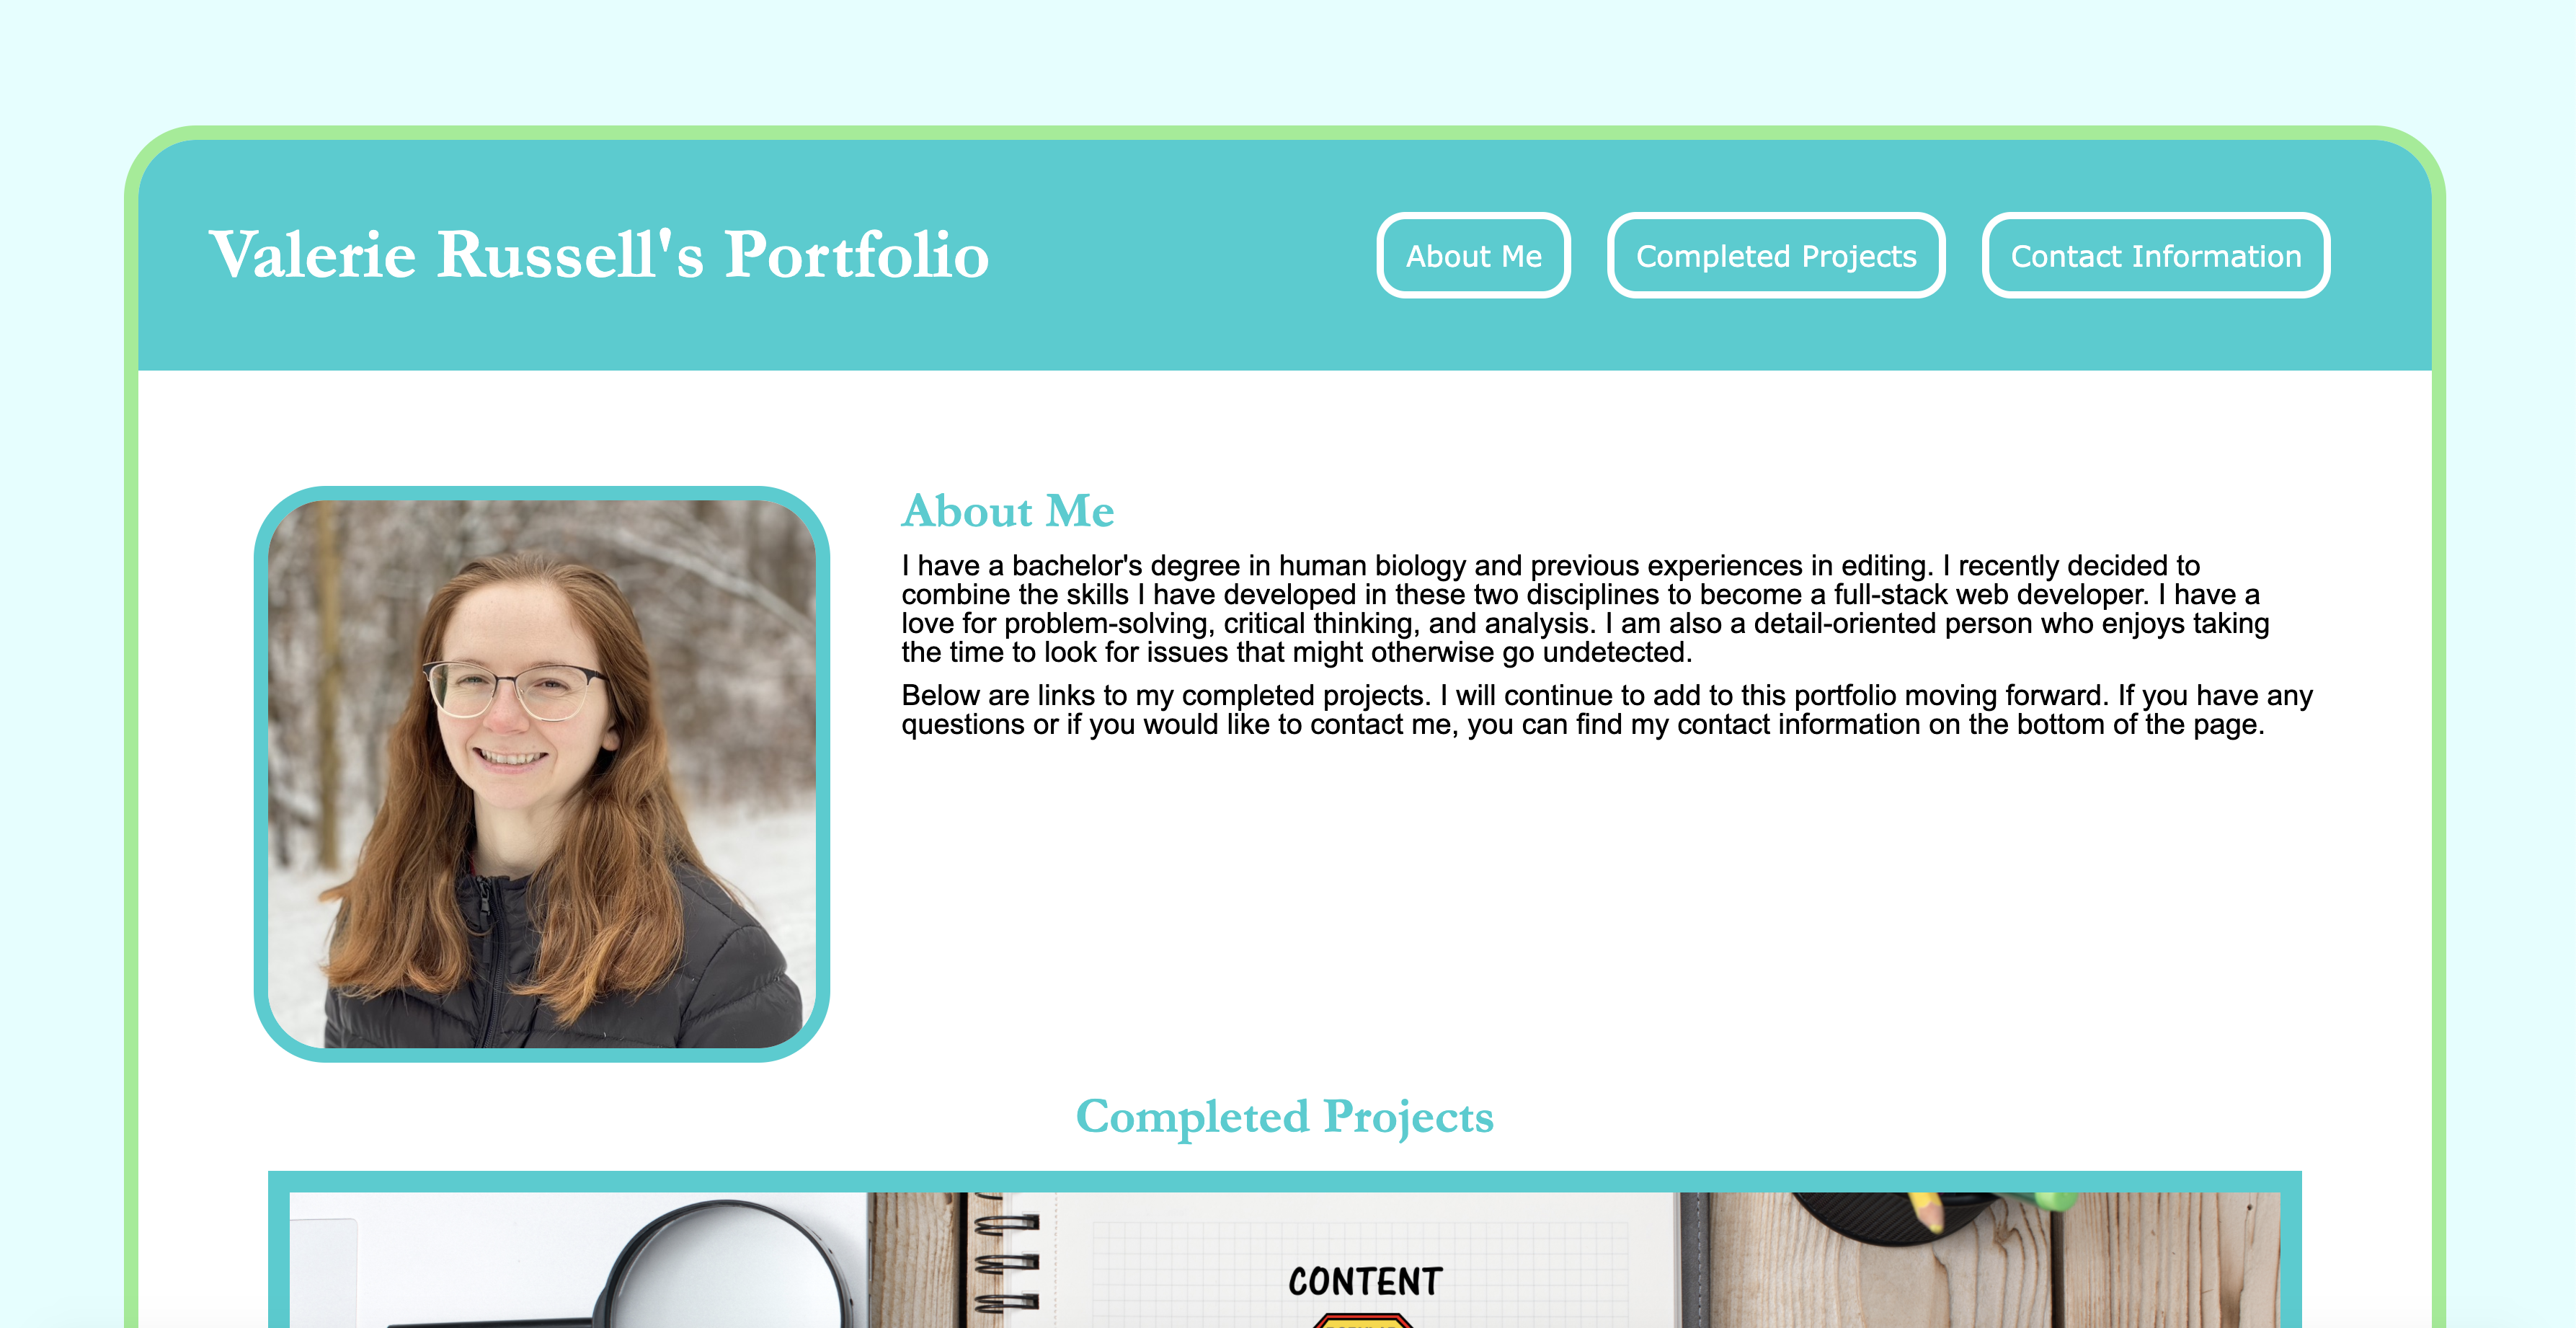 Valerie Russell's Portfolio
About Me
Completed Projects
Contact Information
About Me
I have a bachelor's degree in human biology and previous experiences in editing. I recently decided to
combine the skills I have developed in these two disciplines to become a full-stack web developer. I have a
love for problem-solving, critical thinking, and analysis. I am also a detail-oriented person who enjoys taking
the time to look for issues that might otherwise go undetected.
Below are links to my completed projects. I will continue to add to this portfolio moving forward. If you have any
questions or if you would like to contact me, you can find my contact information on the bottom of the page.
Completed Projects
CONTENT